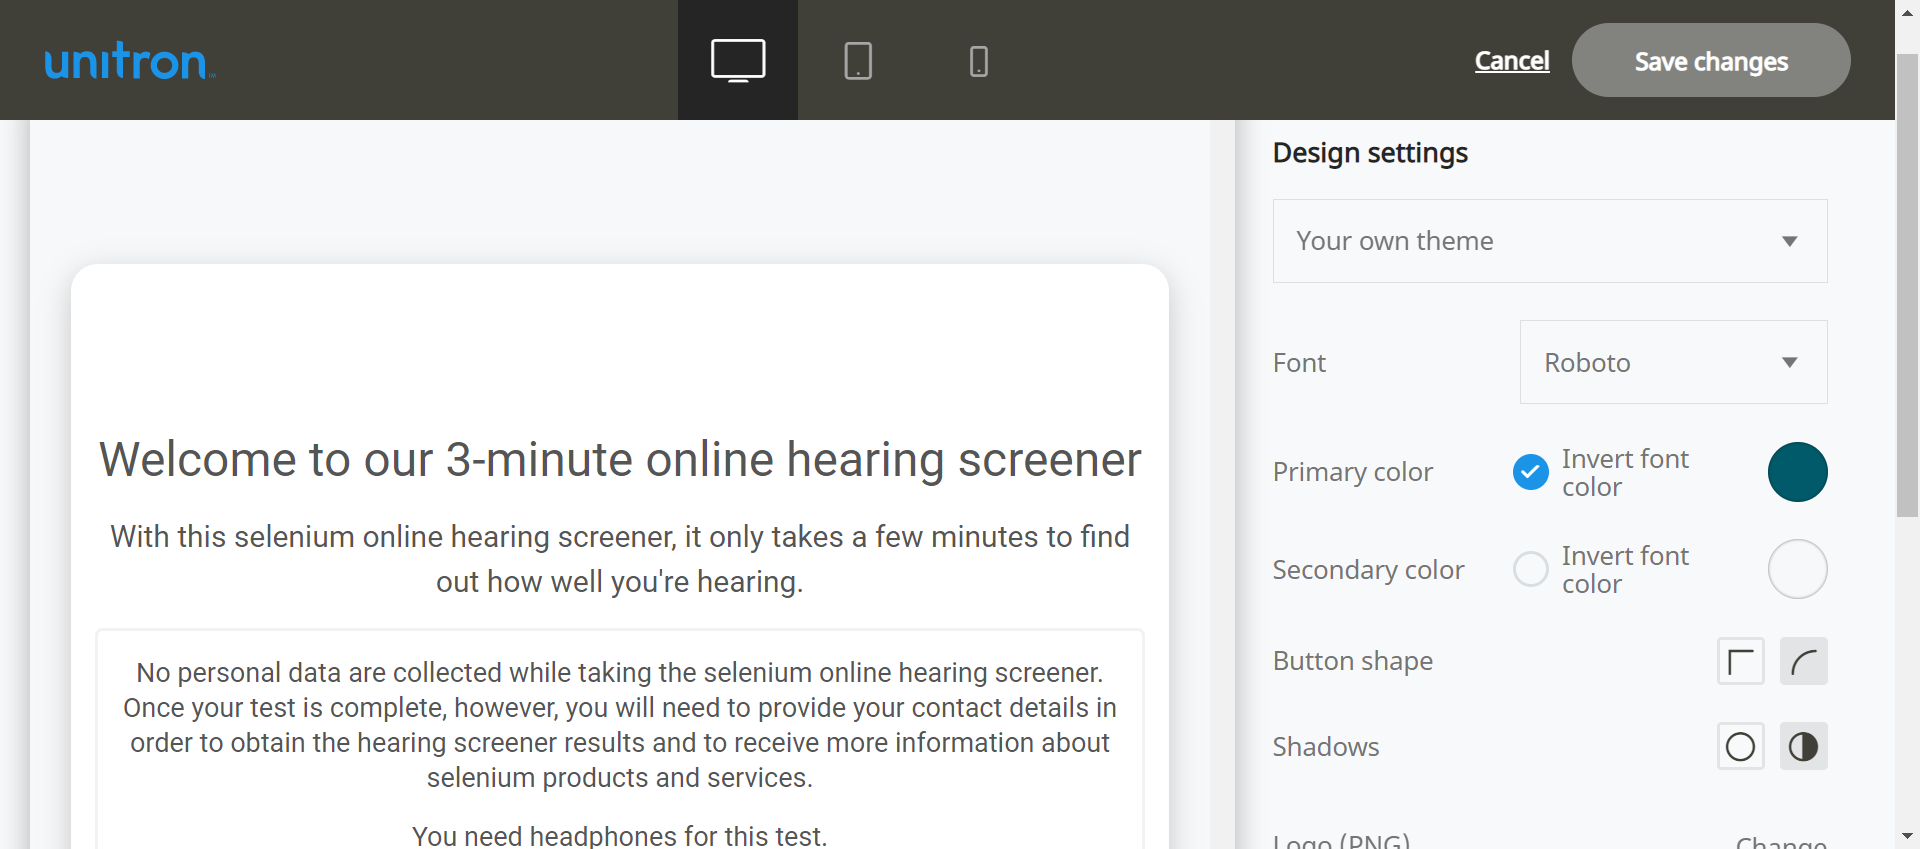 unitron™
Cancel
Save changes
Welcome to our 3-minute online hearing screener
With this selenium online hearing screener, it only takes a few minutes to find
out how well you're hearing.
No personal data are collected while taking the selenium online hearing screener.
Once your test is complete, however, you will need to provide your contact details in
order to obtain the hearing screener results and to receive more information about
selenium products and services.
You need headphones for this test.
Design settings
Your own theme
Font
Roboto
Primary color
Invert font
color
Secondary color
Invert font
color
Button shape
Shadows
Logo (PNG)
Change